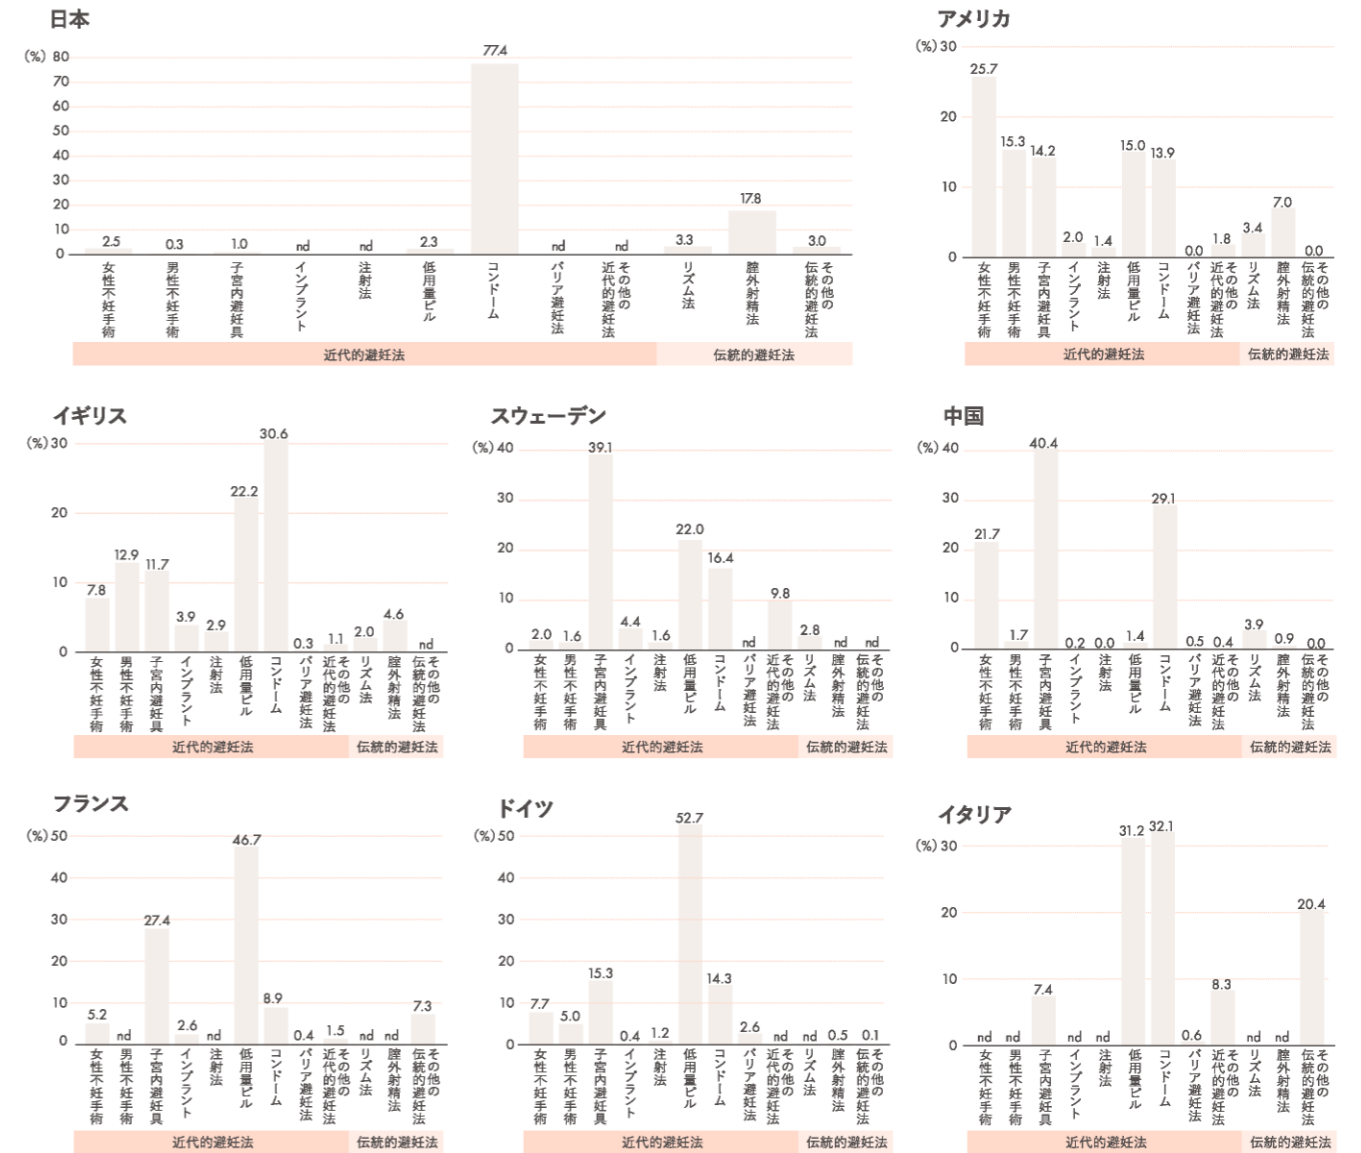 日本
(%) 80
70
60
50
40
30
20
10
0
2.5 0.3 1.0 nd nd 2.3 77.4 nd nd 3.3 17.8 3.0
女性不妊手術
男性不妊手術
子宮内避妊具
インプラント
注射法
低用量ピル
コンドーム
バリア避妊法
その他の
近代的避妊法
リズム法
腟外射精法
その他の
伝統的避妊法
近代的避妊法 伝統的避妊法
アメリカ
(%) 30
20
10
0
25.7 15.3 14.2 2.0 1.4 15.0 13.9 0.0 1.8 3.4 7.0 0.0
女性不妊手術
男性不妊手術
子宮内避妊具
インプラント
注射法
低用量ピル
コンドーム
バリア避妊法
その他の
近代的避妊法
リズム法
腟外射精法
その他の
伝統的避妊法
近代的避妊法 伝統的避妊法
イギリス
(%) 30
20
10
0
7.8 12.9 11.7 3.9 2.9 22.2 30.6 0.3 1.1 2.0 4.6 nd
女性不妊手術
男性不妊手術
子宮内避妊具
インプラント
注射法
低用量ピル
コンドーム
バリア避妊法
その他の
近代的避妊法
リズム法
腟外射精法
その他の
伝統的避妊法
近代的避妊法 伝統的避妊法
スウェーデン
(%) 40
30
20
10
0
2.0 1.6 39.1 4.4 1.6 22.0 16.4 nd 9.8 2.8 nd nd
女性不妊手術
男性不妊手術
子宮内避妊具
インプラント
注射法
低用量ピル
コンドーム
バリア避妊法
その他の
近代的避妊法
リズム法
腟外射精法
その他の
伝統的避妊法
近代的避妊法 伝統的避妊法
中国
(%) 40
30
20
10
0
21.7 1.7 40.4 0.2 0.0 1.4 29.1 0.5 0.4 3.9 0.9 0.0
女性不妊手術
男性不妊手術
子宮内避妊具
インプラント
注射法
低用量ピル
コンドーム
バリア避妊法
その他の
近代的避妊法
リズム法
腟外射精法
その他の
伝統的避妊法
近代的避妊法 伝統的避妊法
フランス
(%) 50
40
30
20
10
0
5.2 nd 27.4 2.6 nd 46.7 8.9 0.4 1.5 nd nd 7.3
女性不妊手術
男性不妊手術
子宮内避妊具
インプラント
注射法
低用量ピル
コンドーム
バリア避妊法
その他の
近代的避妊法
リズム法
腟外射精法
その他の
伝統的避妊法
近代的避妊法 伝統的避妊法
ドイツ
(%) 50
40
30
20
10
0
7.7 5.0 15.3 0.4 1.2 52.7 14.3 2.6 nd nd 0.5 0.1
女性不妊手術
男性不妊手術
子宮内避妊具
インプラント
注射法
低用量ピル
コンドーム
バリア避妊法
その他の
近代的避妊法
リズム法
腟外射精法
その他の
伝統的避妊法
近代的避妊法 伝統的避妊法
イタリア
(%) 30
20
10
0
nd nd 7.4 nd nd 31.2 32.1 0.6 8.3 nd nd 20.4
女性不妊手術
男性不妊手術
子宮内避妊具
インプラント
注射法
低用量ピル
コンドーム
バリア避妊法
その他の
近代的避妊法
リズム法
腟外射精法
その他の
伝統的避妊法
近代的避妊法 伝統的避妊法